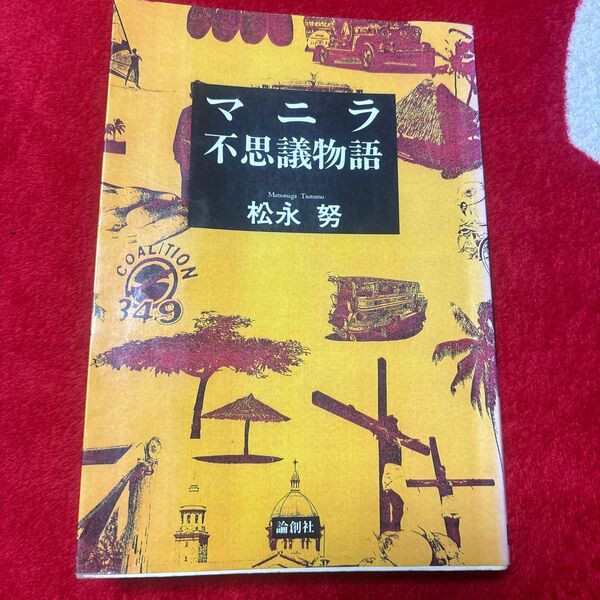 マニラ
不思議物語
Matsunaga Tsutomu
松永 努
COALITION
349
論創社